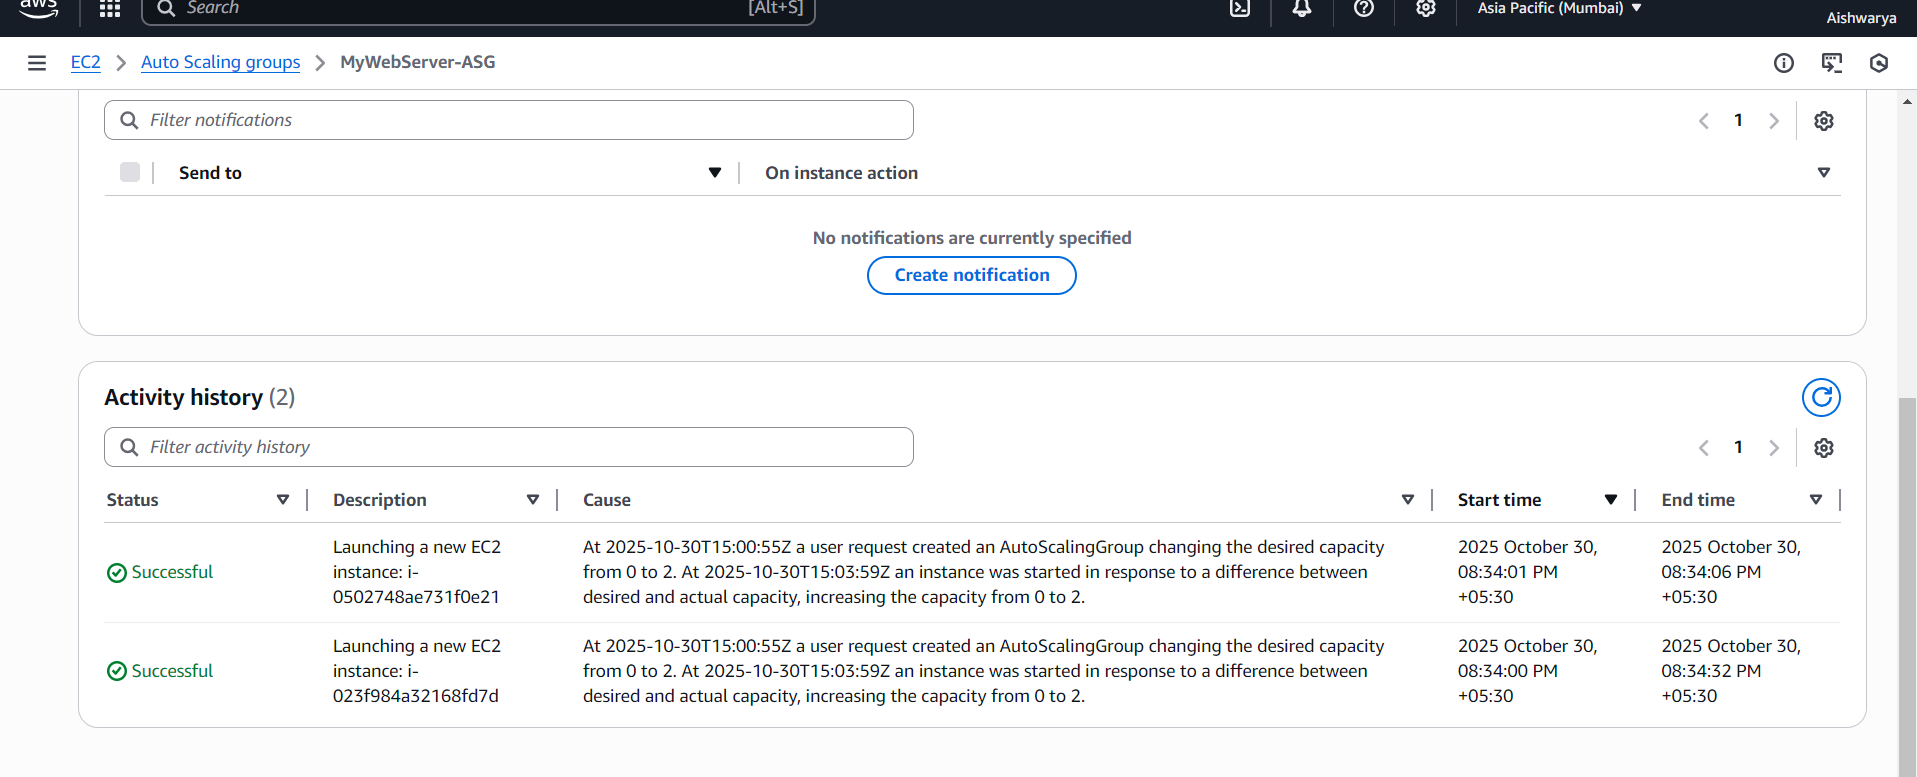 aws
Search
[Alt+S]
Asia Pacific (Mumbai)
Aishwarya
EC2 > Auto Scaling groups > MyWebServer-ASG
Filter notifications
1
Send to
On instance action
No notifications are currently specified
Create notification
Activity history (2)
Filter activity history
1
Status
Description
Cause
Start time
End time
Successful
Launching a new EC2
instance: i-
0502748ae731f0e21
At 2025-10-30T15:00:55Z a user request created an AutoScalingGroup changing the desired capacity
from 0 to 2. At 2025-10-30T15:03:59Z an instance was started in response to a difference between
desired and actual capacity, increasing the capacity from 0 to 2.
2025 October 30,
08:34:01 PM
+05:30
2025 October 30,
08:34:06 PM
+05:30
Successful
Launching a new EC2
instance: i-
023f984a32168fd7d
At 2025-10-30T15:00:55Z a user request created an AutoScalingGroup changing the desired capacity
from 0 to 2. At 2025-10-30T15:03:59Z an instance was started in response to a difference between
desired and actual capacity, increasing the capacity from 0 to 2.
2025 October 30,
08:34:00 PM
+05:30
2025 October 30,
08:34:32 PM
+05:30